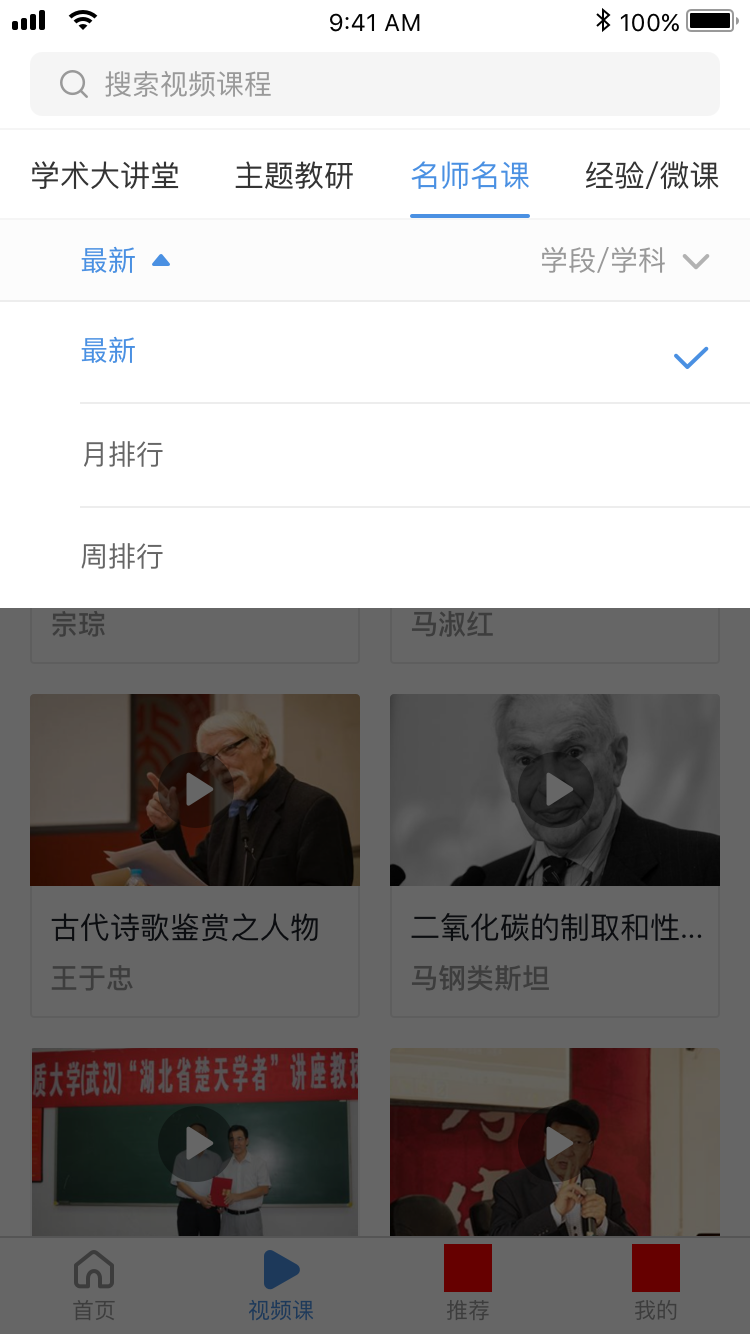 9:41 AM 100%
搜索视频课程
学术大讲堂 主题教研 名师名课 经验/微课
最新 学段/学科
最新
月排行
周排行
宗琮 马淑红
古代诗歌鉴赏之人物 二氧化碳的制取和性...
王于忠 马钢类斯坦
质大学(武汉)“湖北省楚天学者”讲座教授
首页 视频课 推荐 我的